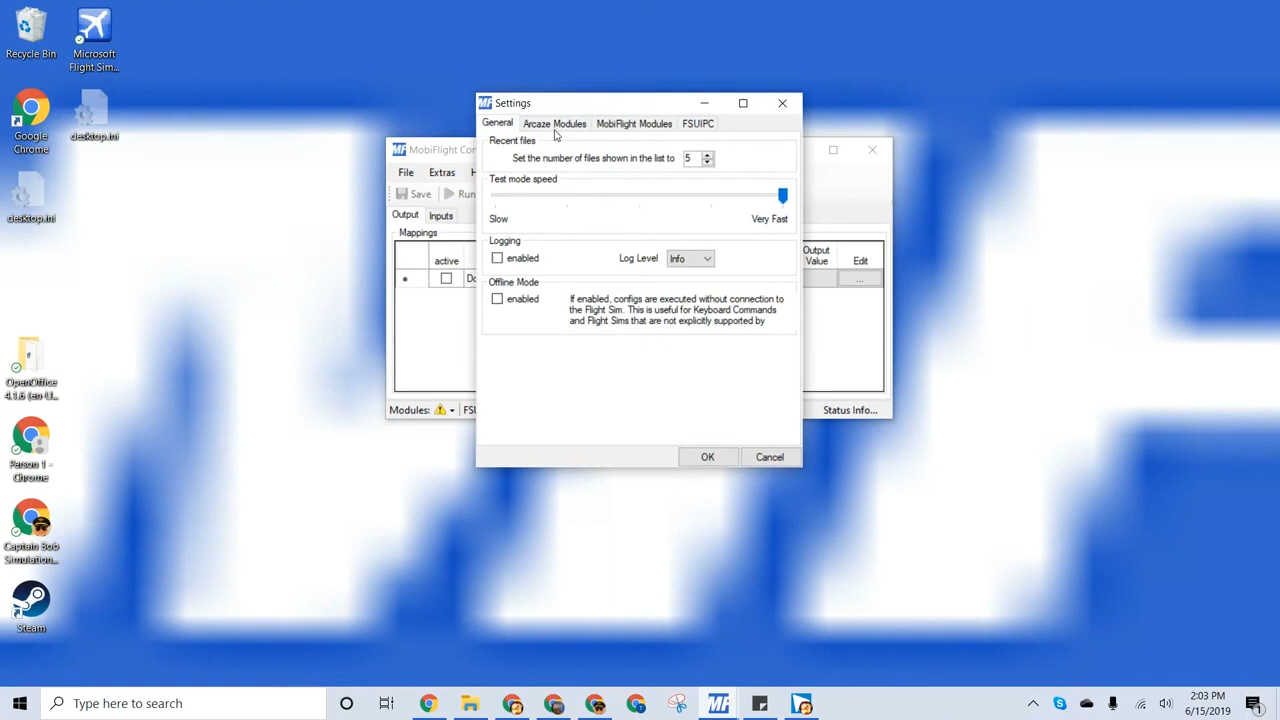 Recycle Bin
Microsoft
Flight Sim...
Google
Chrome
desktop.ini
desktop.ini
OpenOffice
4.1.6 (en-U...
Person 1 -
Chrome
Captain Bob
Simulation...
Steam
MobiFlight Con
File Extras H
Save Run
Output Inputs
Mappings
active
Output
Value
Edit
* Do
...
Modules: FSU
Status Info...
MF Settings
General Arcaze Modules MobiFlight Modules FSUIPC
Recent files
Set the number of files shown in the list to 5
Test mode speed
Slow Very Fast
Logging
enabled Log Level Info
Offline Mode
enabled
If enabled, configs are executed without connection to
the Flight Sim. This is useful for Keyboard Commands
and Flight Sims that are not explicitly supported by
OK Cancel
Type here to search
MF
2:03 PM
6/15/2019
1